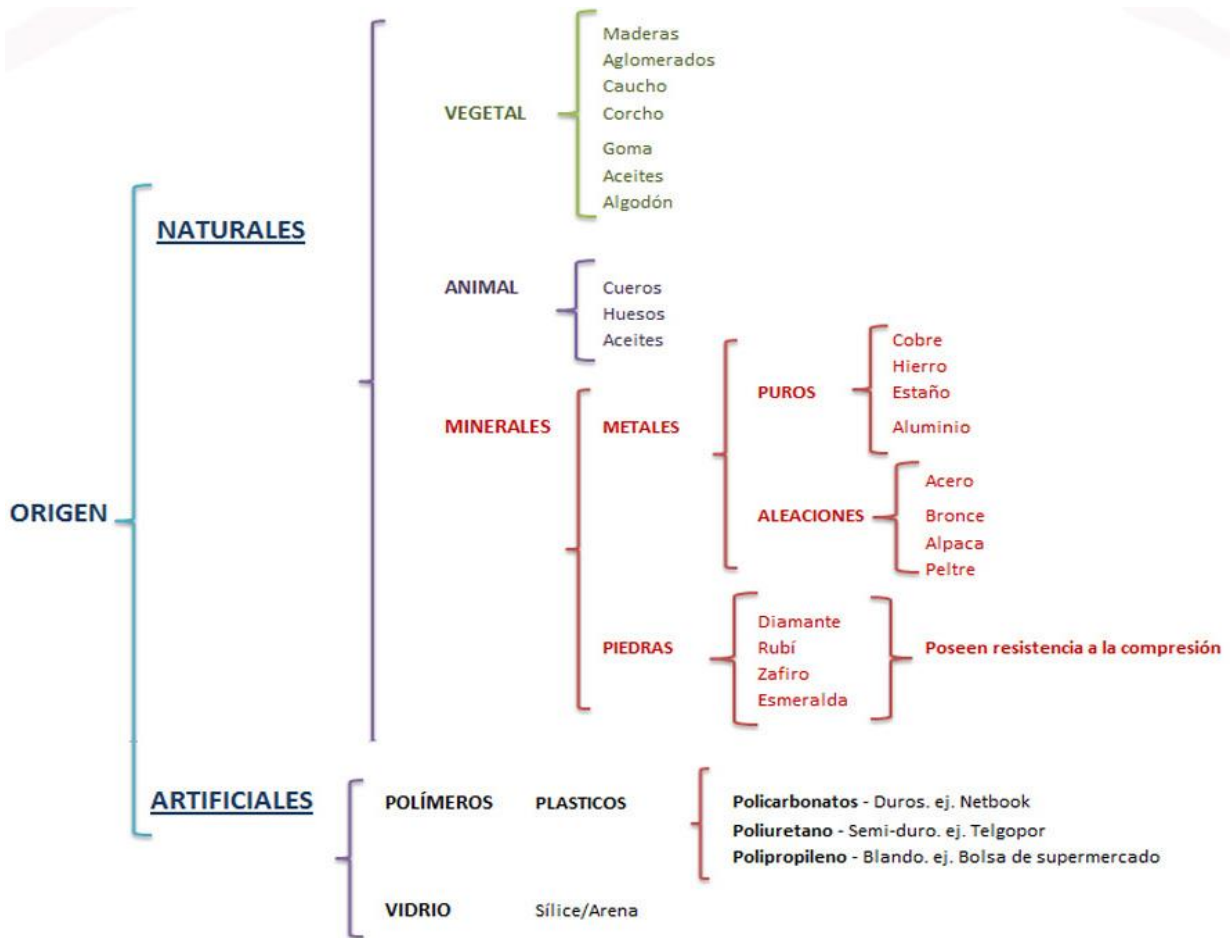 ORIGEN
NATURALES
VEGETAL
Maderas
Aglomerados
Caucho
Corcho
Goma
Aceites
Algodón
ANIMAL
Cueros
Huesos
Aceites
MINERALES
METALES
PUROS
Cobre
Hierro
Estaño
Aluminio
ALEACIONES
Acero
Bronce
Alpaca
Peltre
PIEDRAS
Diamante
Rubí
Zafiro
Esmeralda
Poseen resistencia a la compresión
ARTIFICIALES
POLÍMEROS
PLASTICOS
Policarbonatos - Duros. ej. Netbook
Poliuretano - Semi-duro. ej. Telgopor
Polipropileno - Blando. ej. Bolsa de supermercado
VIDRIO
Sílice/Arena